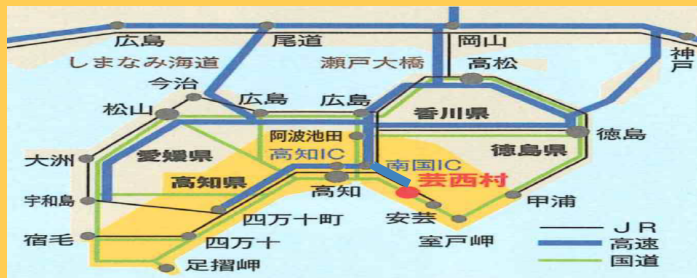 広島
尾道
岡山
神戸
しまなみ海道
瀬戸大橋
高松
今治
松山
広島
広島
香川県
阿波池田
徳島
大洲
愛媛県
高知IC
南国IC
徳島県
高知県
高知
芸西村
宇和島
四万十町
安芸
甲浦
宿毛
四万十
室戸岬
足摺岬
JR
高速
国道